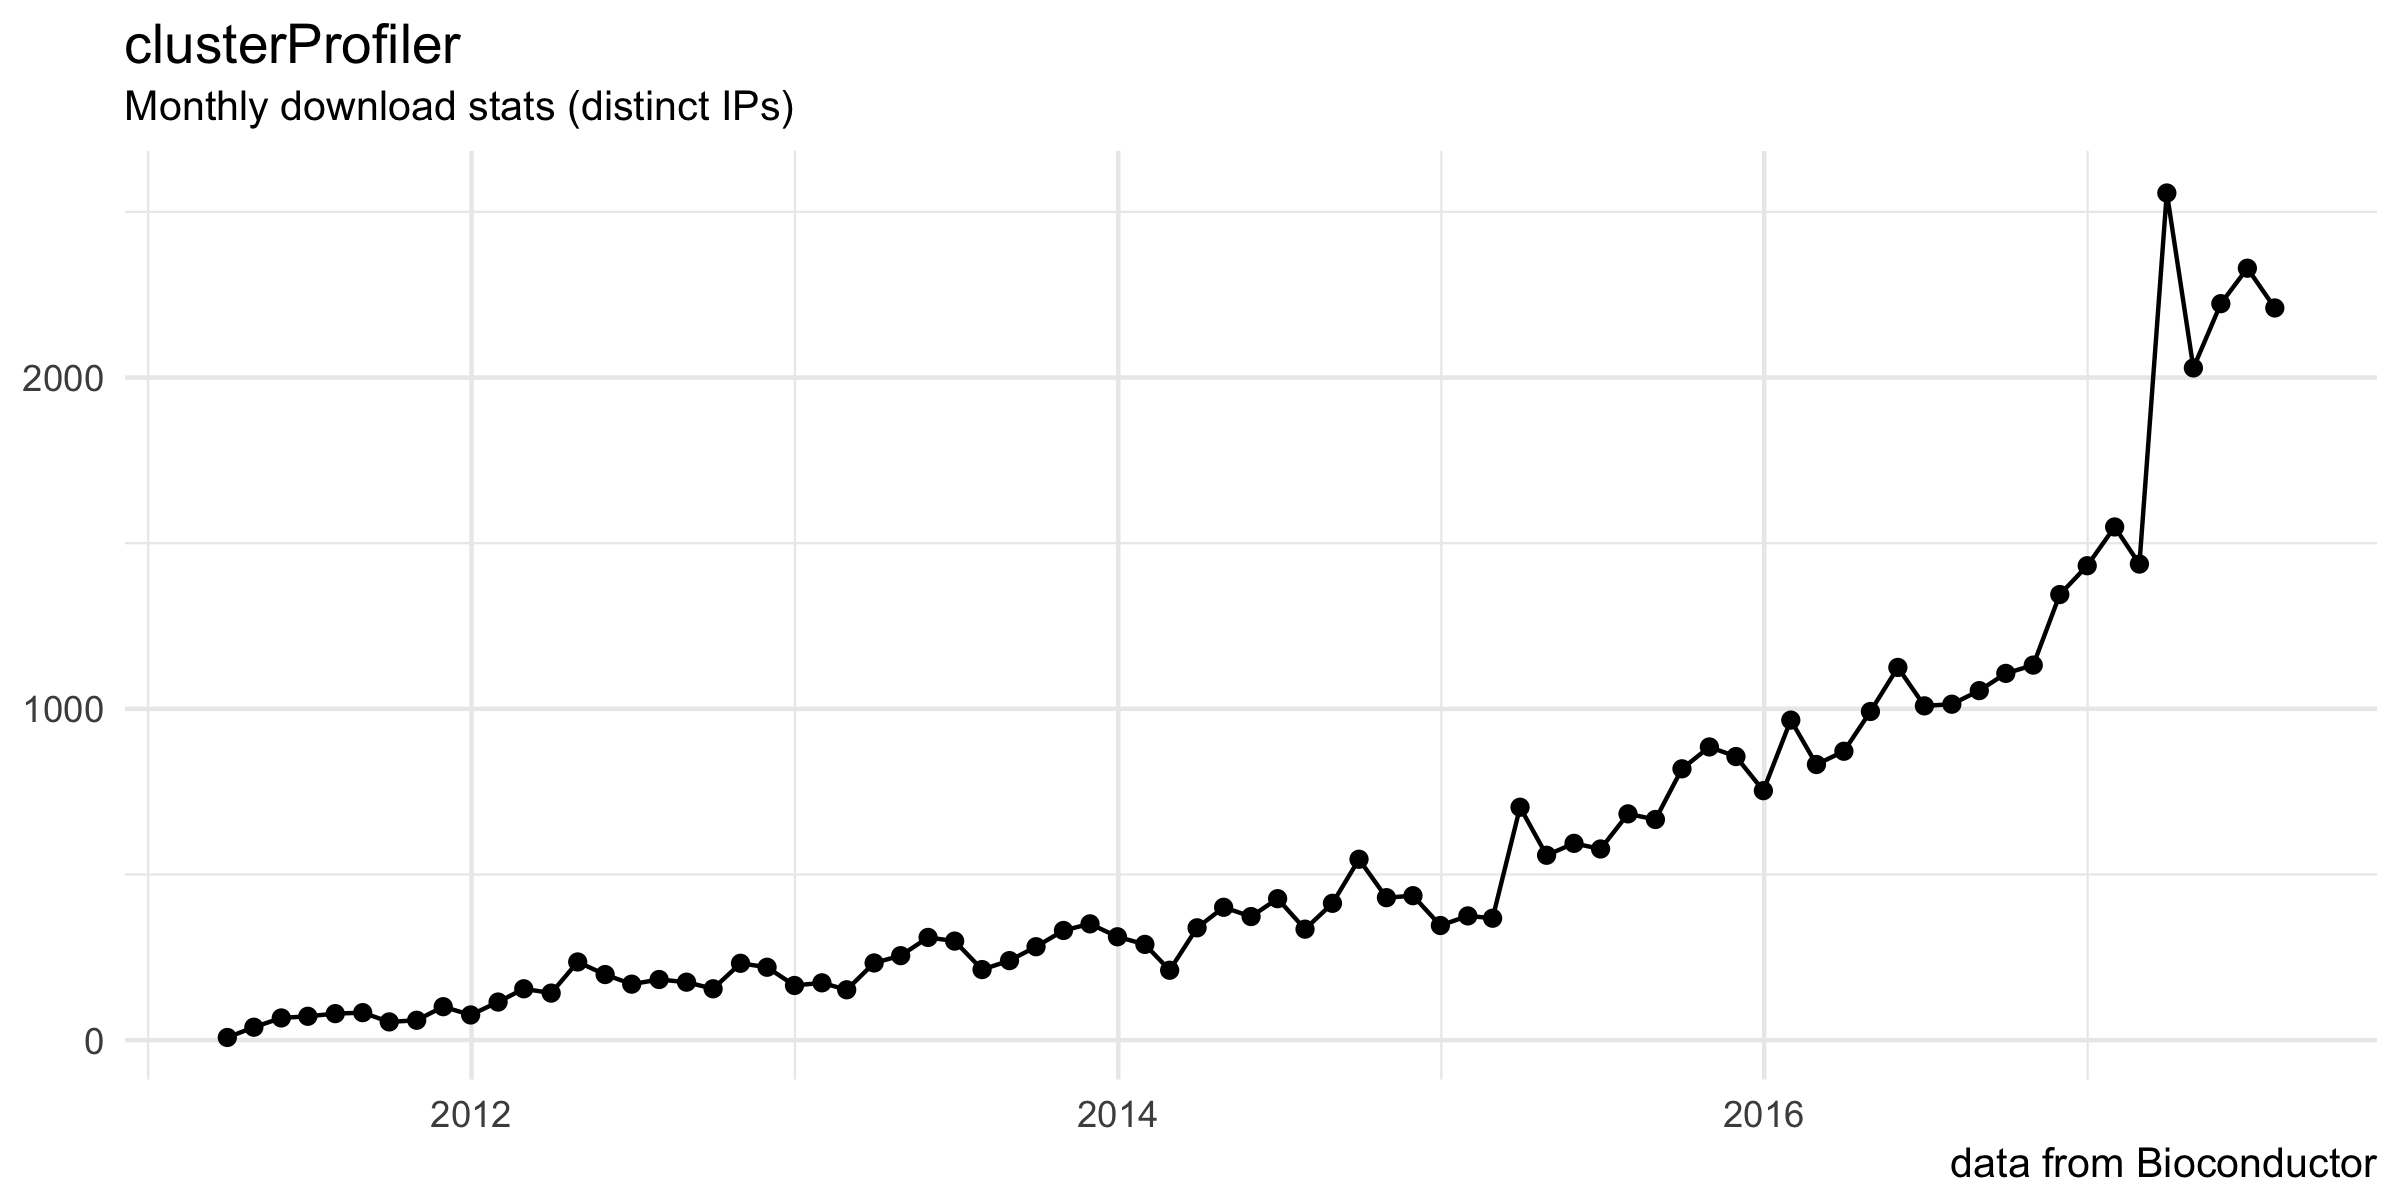 clusterProfiler
Monthly download stats (distinct IPs)
2000
1000
0
2012 2014 2016
data from Bioconductor